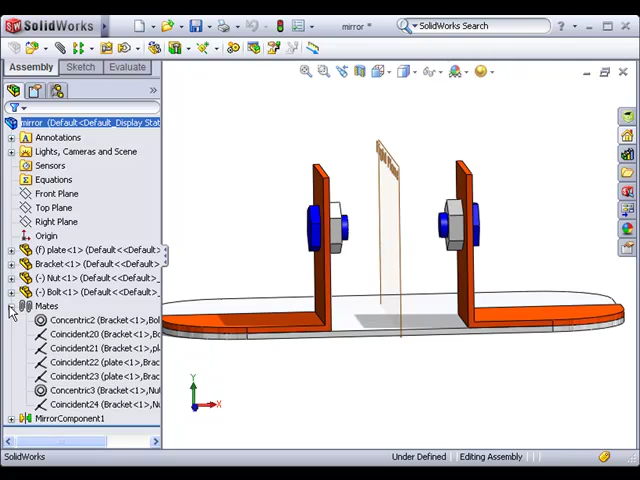 SolidWorks
mirror *
SolidWorks Search
Assembly
Sketch
Evaluate
mirror (Default<Default_Display Stat
Annotations
Lights, Cameras and Scene
Sensors
Equations
Front Plane
Top Plane
Right Plane
Origin
(f) plate<1> (Default<<Default>
Bracket<1> (Default<<Default>_
(-) Nut<1> (Default<<Default>_
(-) Bolt<1> (Default<<Default>_
Mates
Concentric2 (Bracket<1>,Bol
Coincident20 (Bracket<1>,
Coincident21 (Bracket<1>,pl
Coincident22 (plate<1>,Brac
Coincident23 (plate<1>,Brac
Concentric3 (Bracket<1>,Nu
Coincident24 (Bracket<1>,Nu
MirrorComponent1
Y
X
SolidWorks
Under Defined
Editing Assembly